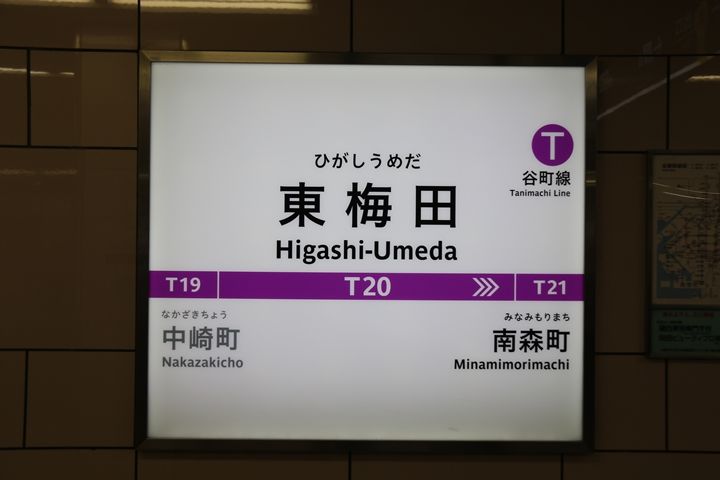 ひがしうめだ
東梅田
Higashi-Umeda
T
谷町線
Tanimachi Line
T19
T20
T21
なかざきちょう
中崎町
Nakazakicho
みなみもりまち
南森町
Minamimorimachi